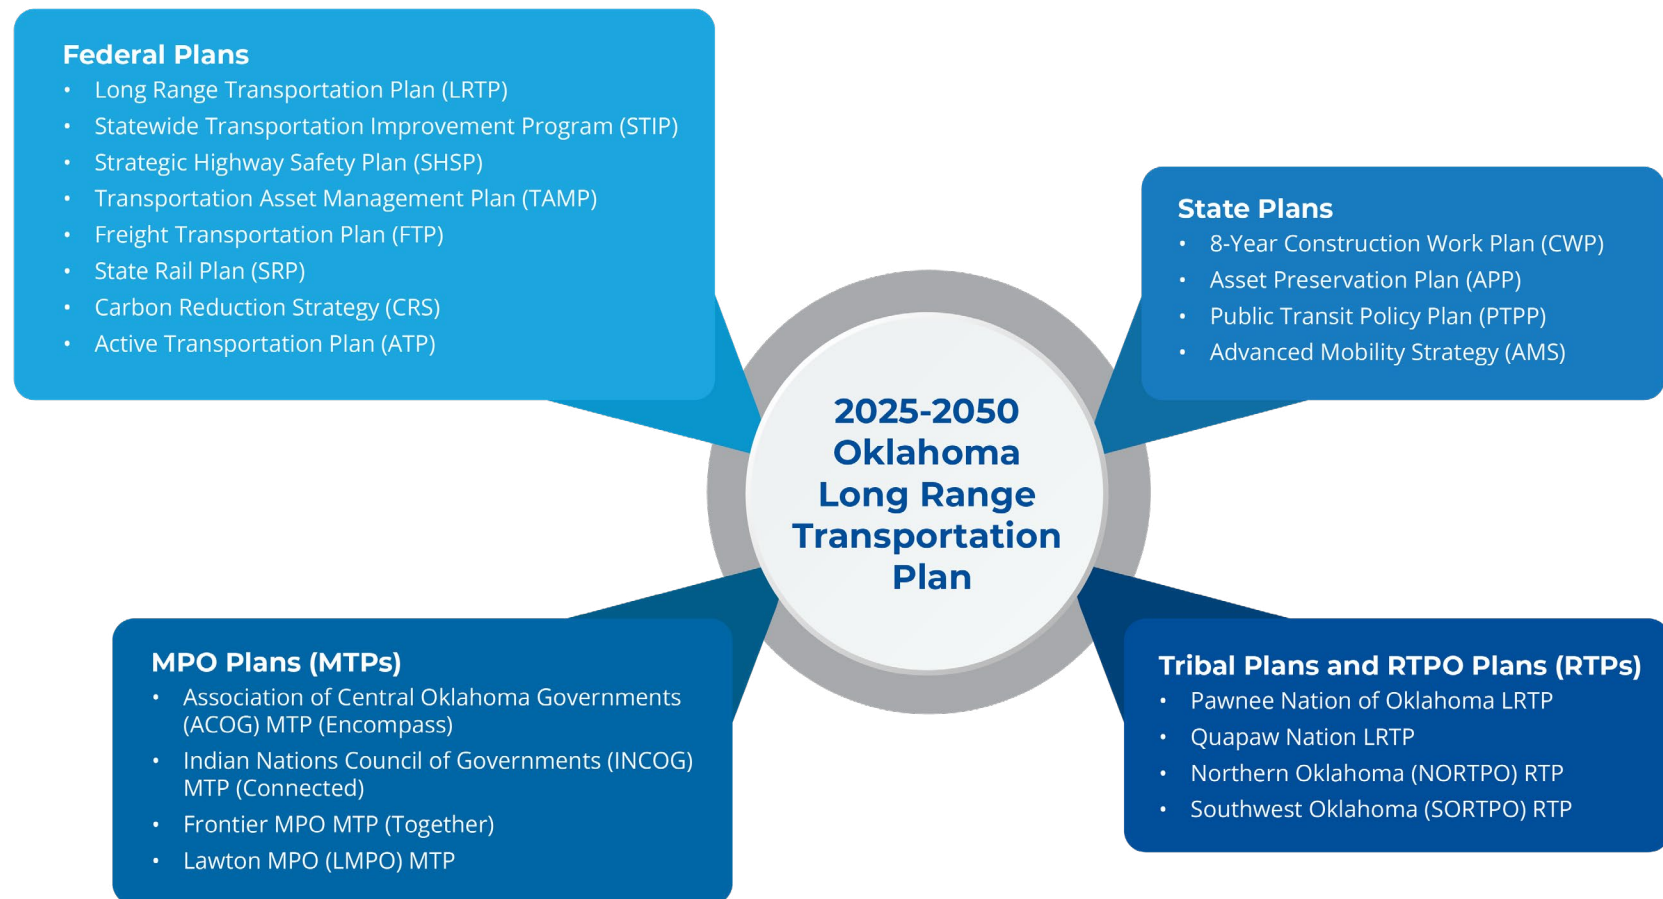 Federal Plans
• Long Range Transportation Plan (LRTP)
• Statewide Transportation Improvement Program (STIP)
• Strategic Highway Safety Plan (SHSP)
• Transportation Asset Management Plan (TAMP)
• Freight Transportation Plan (FTP)
• State Rail Plan (SRP)
• Carbon Reduction Strategy (CRS)
• Active Transportation Plan (ATP)
State Plans
• 8-Year Construction Work Plan (CWP)
• Asset Preservation Plan (APP)
• Public Transit Policy Plan (PTPP)
• Advanced Mobility Strategy (AMS)
2025-2050
Oklahoma
Long Range
Transportation
Plan
MPO Plans (MTPs)
• Association of Central Oklahoma Governments
(ACOG) MTP (Encompass)
• Indian Nations Council of Governments (INCOG)
MTP (Connected)
• Frontier MPO MTP (Together)
• Lawton MPO (LMPO) MTP
Tribal Plans and RTPO Plans (RTPs)
• Pawnee Nation of Oklahoma LRTP
• Quapaw Nation LRTP
• Northern Oklahoma (NORTPO) RTP
• Southwest Oklahoma (SORTPO) RTP